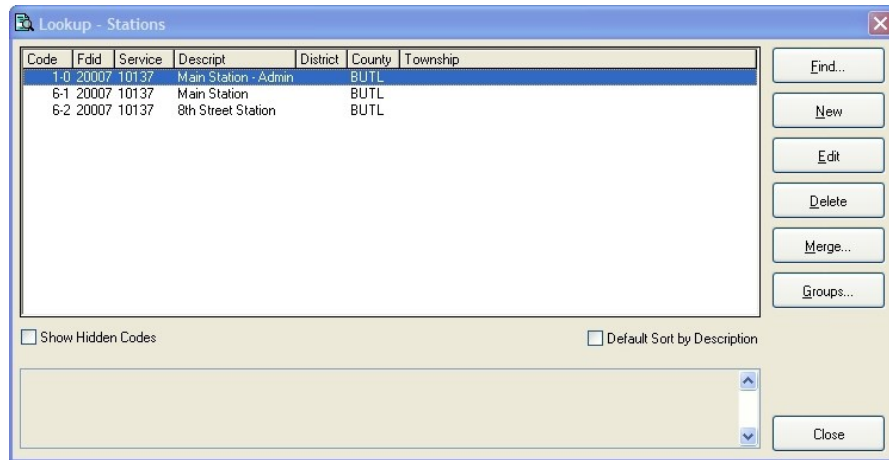 Lookup - Stations
Code Fdid Service Descript District County Township
1-0 20007 10137 Main Station - Admin BUTL
6-1 20007 10137 Main Station BUTL
6-2 20007 10137 8th Street Station BUTL
Find...
New
Edit
Delete
Merge...
Groups...
Show Hidden Codes Default Sort by Description
Close